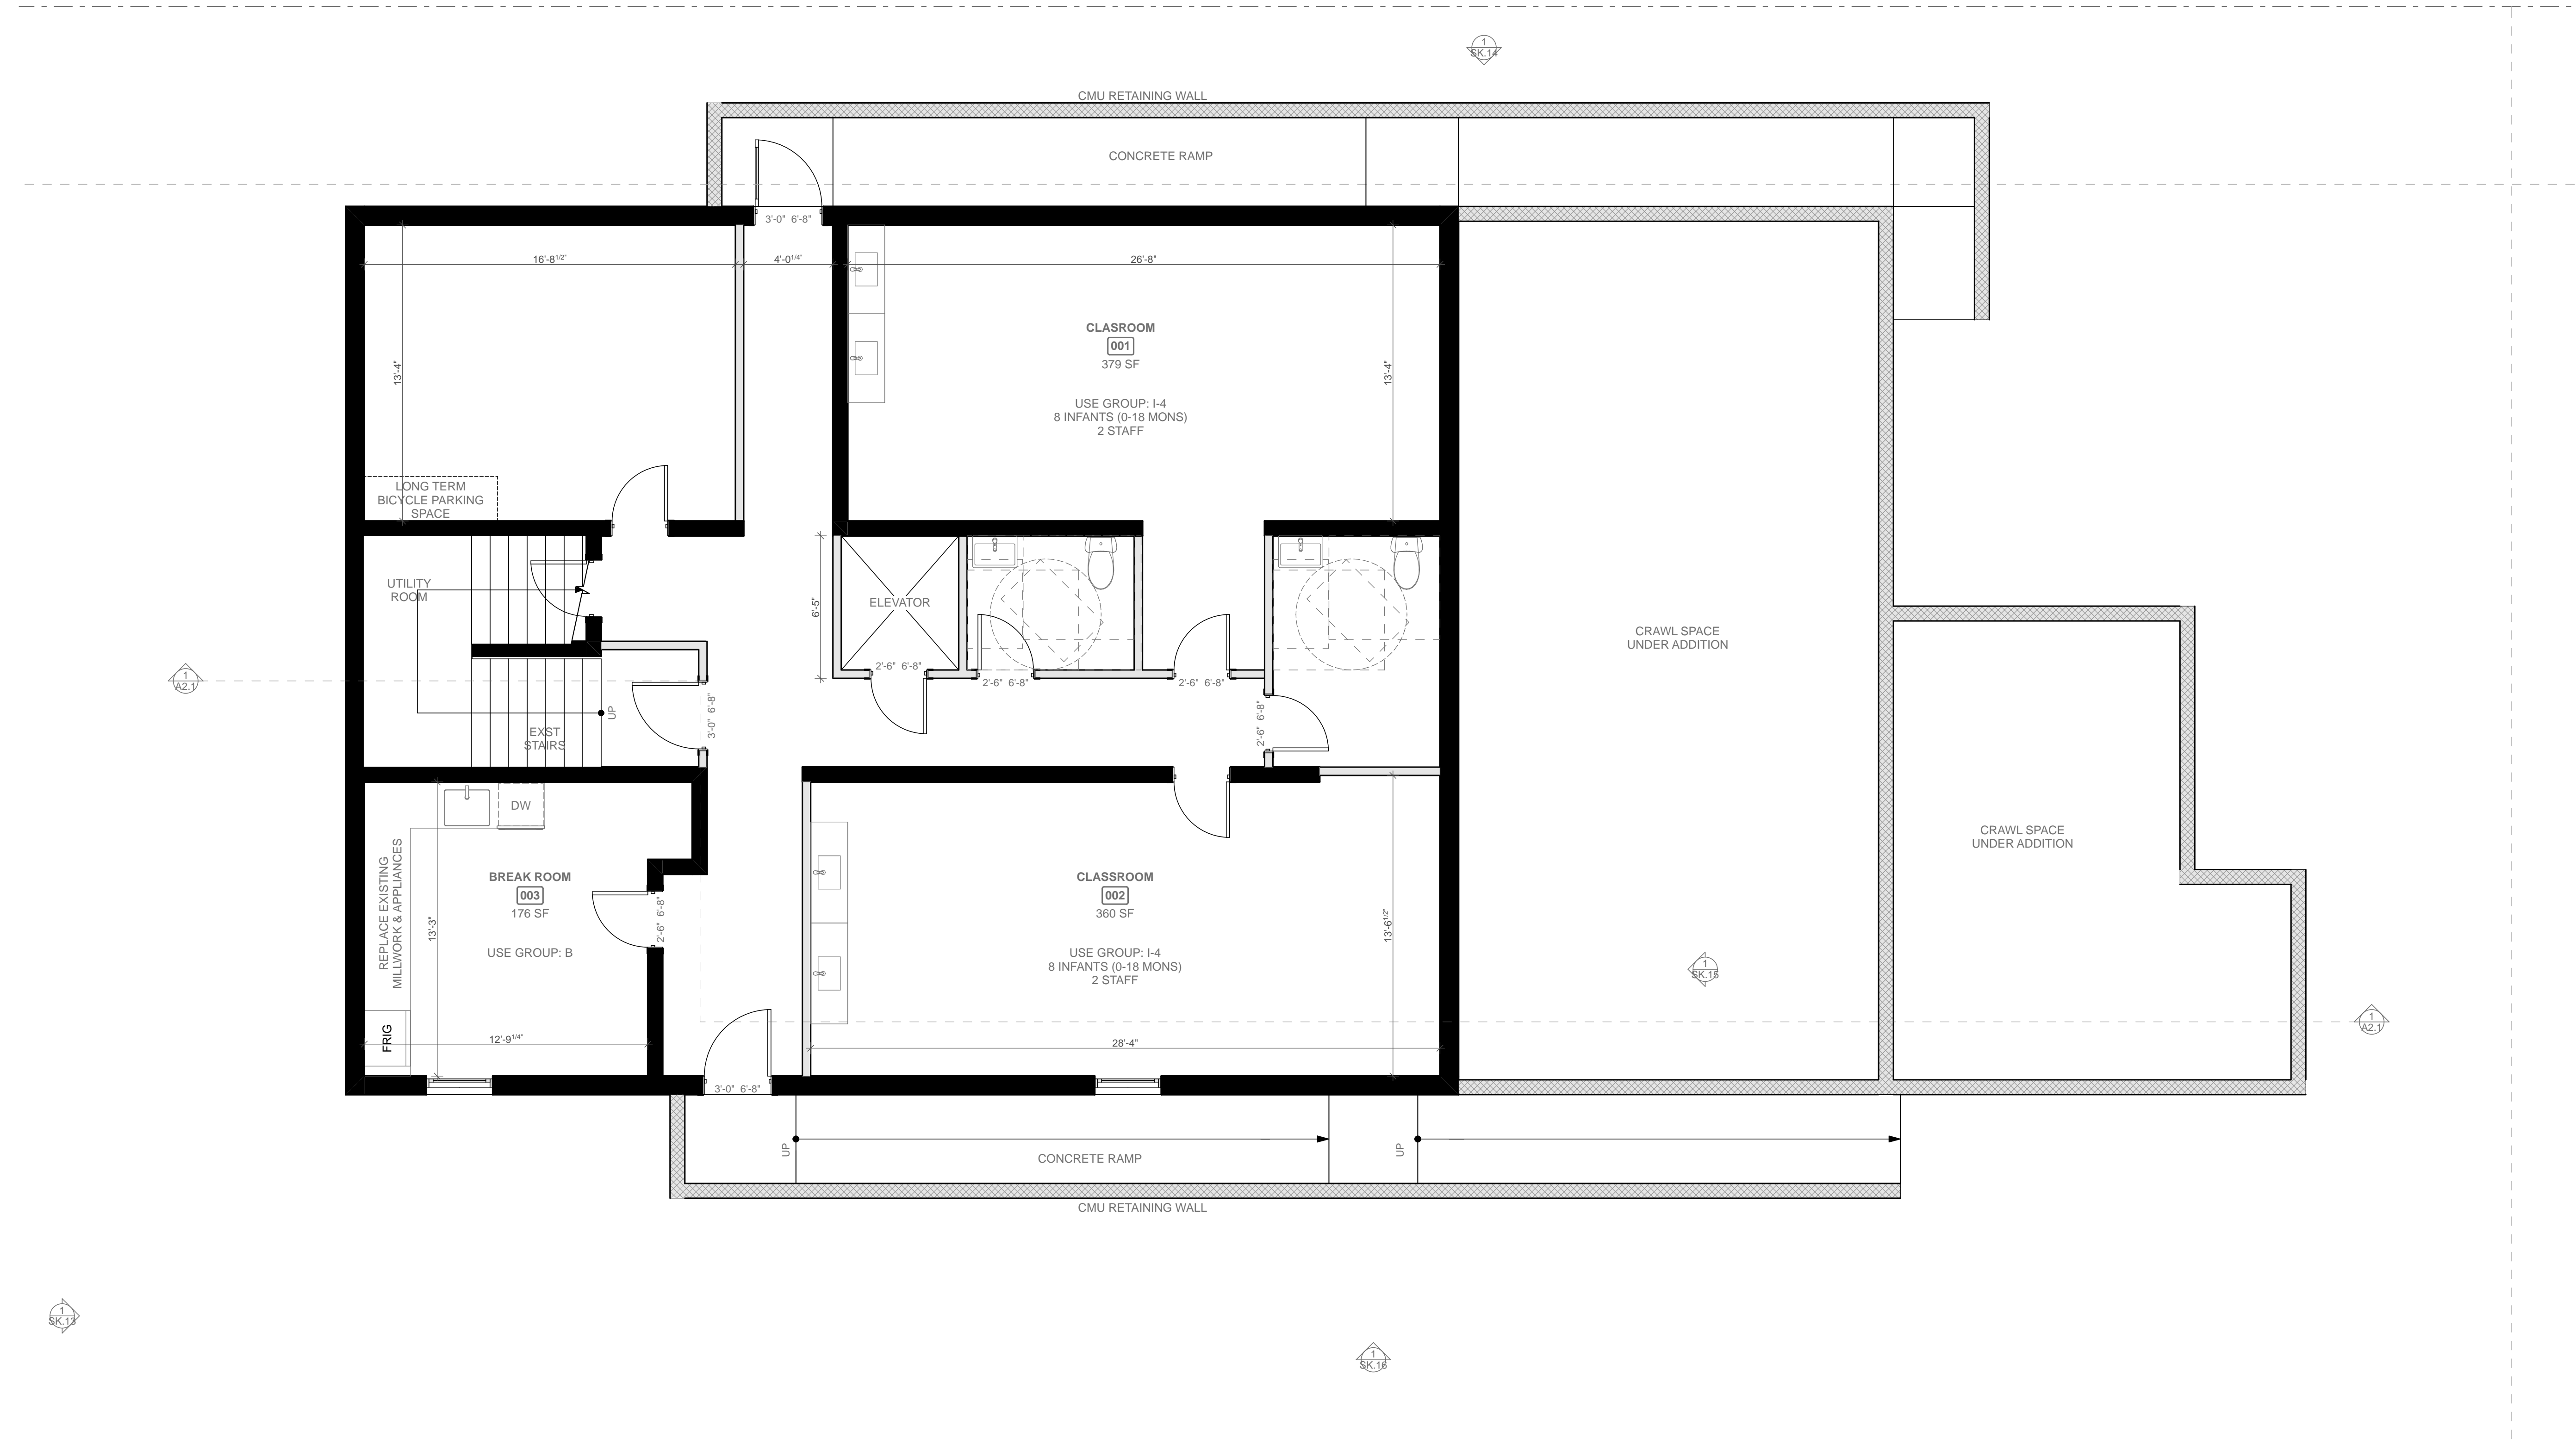 1
SK.14
CMU RETAINING WALL
CONCRETE RAMP
3'-0" 6'-8"
16'-8 1/2"
4'-0 1/4"
26'-8"
13'-4"
CLASROOM
001
379 SF
13'-4"
USE GROUP: I-4
8 INFANTS (0-18 MONS)
2 STAFF
LONG TERM
BICYCLE PARKING
SPACE
UTILITY
ROOM
6'-5"
ELEVATOR
2'-6" 6'-8"
2'-6" 6'-8"
2'-6" 6'-8"
CRAWL SPACE
UNDER ADDITION
1
A2.1
UP
3'-0" 6'-8"
2'-6" 6'-8"
EXST
STAIRS
DW
REPLACE EXISTING
MILLWORK & APPLIANCES
13'-3"
BREAK ROOM
003
176 SF
USE GROUP: B
2'-6" 6'-8"
CLASSROOM
002
360 SF
USE GROUP: I-4
8 INFANTS (0-18 MONS)
2 STAFF
13'-6 1/2"
CRAWL SPACE
UNDER ADDITION
1
SK.15
FRIG
12'-9 1/4"
28'-4"
1
A2.1
3'-0" 6'-8"
UP
CONCRETE RAMP
UP
CMU RETAINING WALL
1
SK.13
1
SK.16